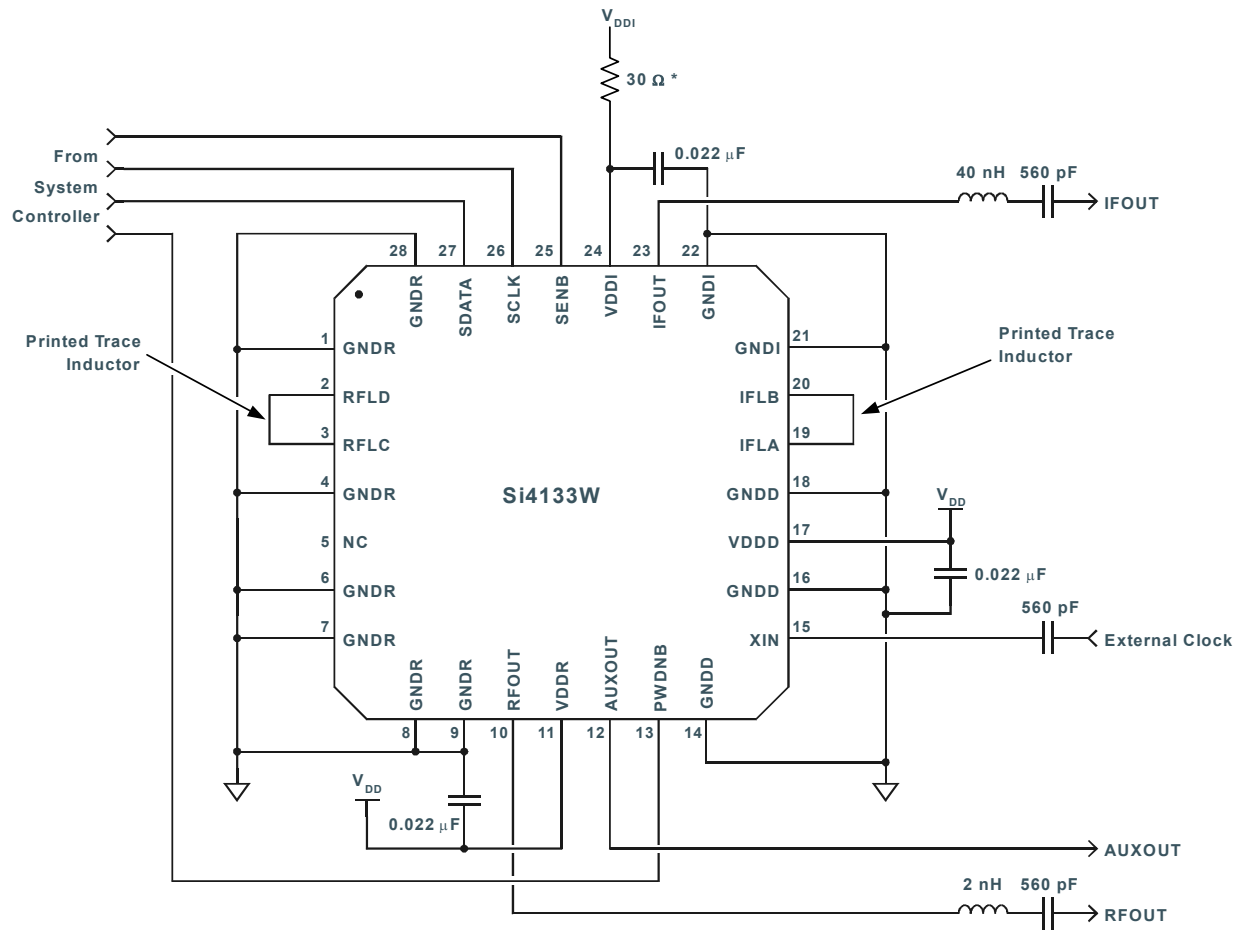 VDDI
30 Ω *
0.022 µF
From
System
Controller
40 nH 560 pF
IFOUT
28 27 26 25 24 23 22
GNDR SDATA SCLK SENB VDDI IFOUT GNDI
Printed Trace
Inductor
Printed Trace
Inductor
1 GNDR
2 RFLD
3 RFLC
4 GNDR
5 NC
6 GNDR
7 GNDR
Si4133W
GNDI 21
IFLB 20
IFLA 19
GNDD 18
VDDD 17
GNDD 16
XIN 15
VDD
0.022 µF
560 pF
External Clock
GNDR GNDR RFOUT VDDR AUXOUT PWDNB GNDD
8 9 10 11 12 13 14
VDD
0.022 µF
AUXOUT
2 nH 560 pF
RFOUT